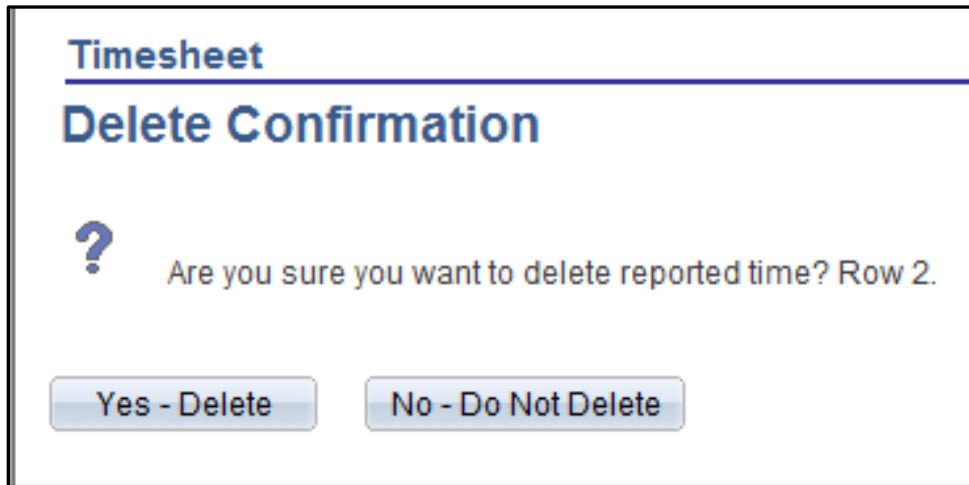 Timesheet
Delete Confirmation
Are you sure you want to delete reported time? Row 2.
Yes - Delete No - Do Not Delete